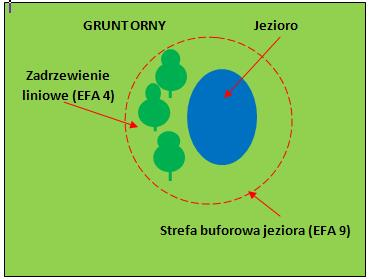 GRUNT ORNY
Jezioro
Zadrzewienie
liniowe (EFA 4)
Strefa buforowa jeziora (EFA 9)